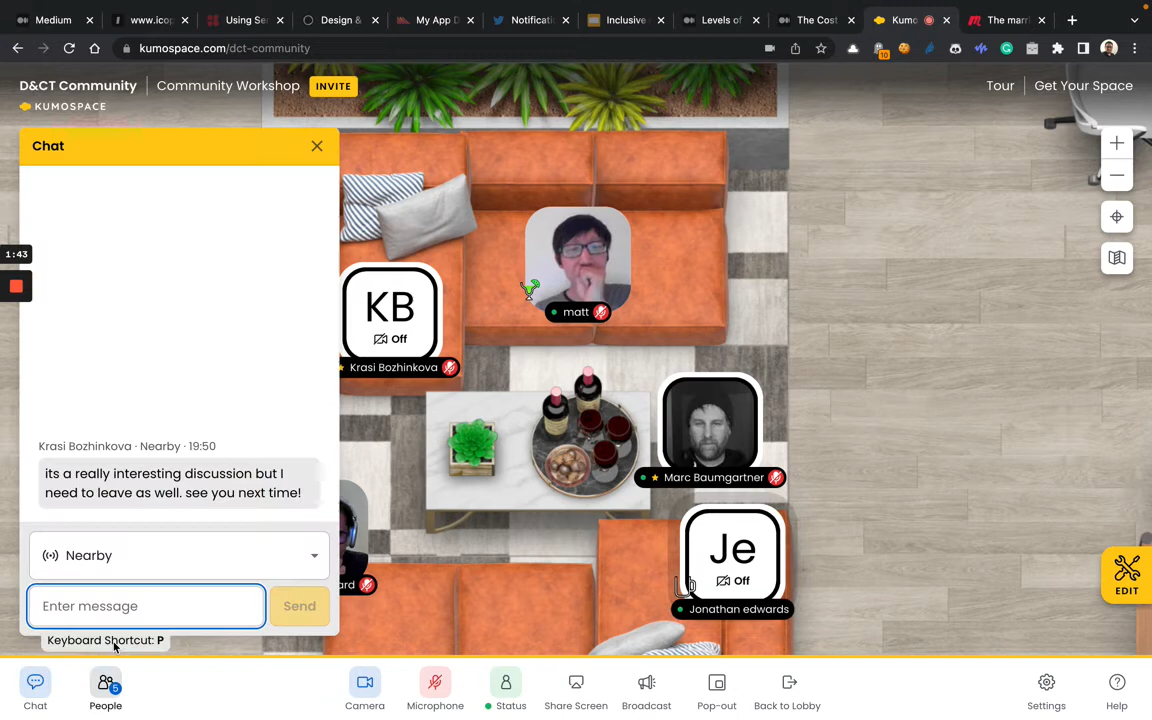 Medium
www.icop
Using Ser
Design &
My App D
Notificati
Inclusive
Levels of
The Cost
Kumo
The marr
kumospace.com/dct-community
10
D&CT Community
Community Workshop
INVITE
Tour
Get Your Space
KUMOSPACE
Chat
1:43
matt
KB
Off
Krasi Bozhinkova
Krasi Bozhinkova · Nearby · 19:50
its a really interesting discussion but I
need to leave as well. see you next time!
Marc Baumgartner
Nearby
Je
Off
ard
EDIT
Enter message
Send
Jonathan edwards
Keyboard Shortcut: P
5
Chat
People
Camera
Microphone
Status
Share Screen
Broadcast
Pop-out
Back to Lobby
Settings
Help